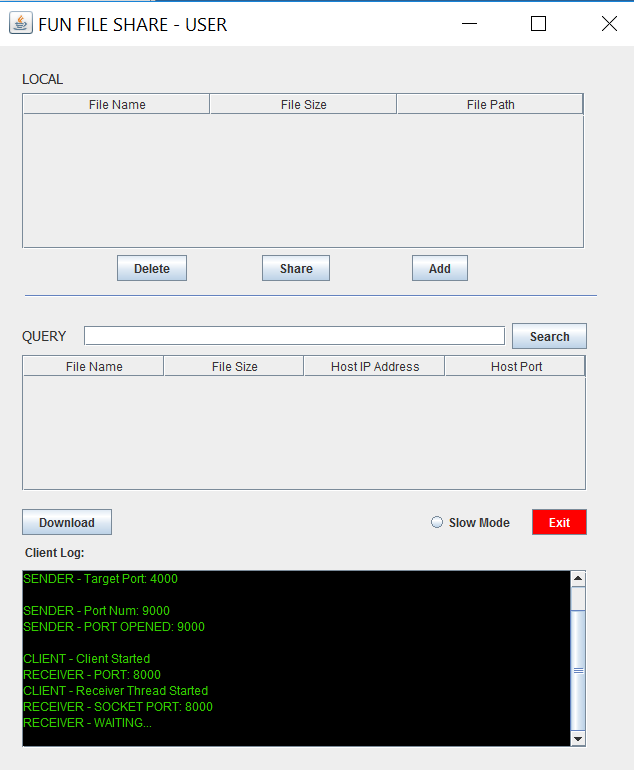 FUN FILE SHARE - USER
LOCAL
File Name File Size File Path
Delete Share Add
QUERY Search
File Name File Size Host IP Address Host Port
Download Slow Mode Exit
Client Log:
SENDER - Target Port: 4000
SENDER - Port Num: 9000
SENDER - PORT OPENED: 9000
CLIENT - Client Started
RECEIVER - PORT: 8000
CLIENT - Receiver Thread Started
RECEIVER - SOCKET PORT: 8000
RECEIVER - WAITING...